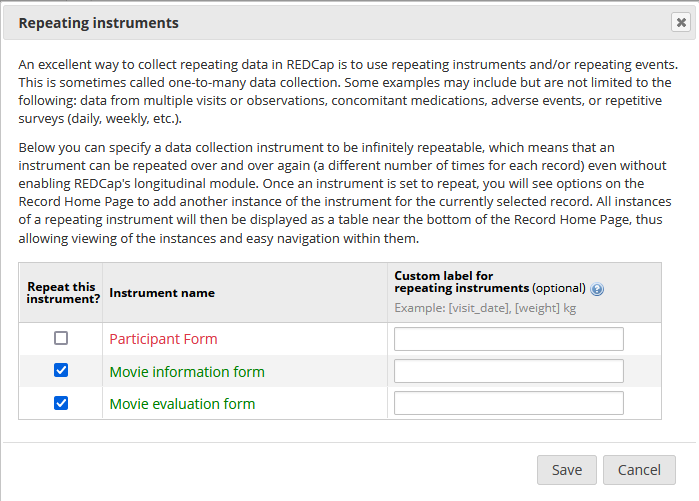 Repeating instruments
An excellent way to collect repeating data in REDCap is to use repeating instruments and/or repeating events.
This is sometimes called one-to-many data collection. Some examples may include but are not limited to the
following: data from multiple visits or observations, concomitant medications, adverse events, or repetitive
surveys (daily, weekly, etc.).
Below you can specify a data collection instrument to be infinitely repeatable, which means that an
instrument can be repeated over and over again (a different number of times for each record) even without
enabling REDCap's longitudinal module. Once an instrument is set to repeat, you will see options on the
Record Home Page to add another instance of the instrument for the currently selected record. All instances
of a repeating instrument will then be displayed as a table near the bottom of the Record Home Page, thus
allowing viewing of the instances and easy navigation within them.
Repeat this
instrument?
Instrument name
Custom label for
repeating instruments (optional) ?
Example: [visit_date], [weight] kg
Participant Form
Movie information form
Movie evaluation form
Save
Cancel